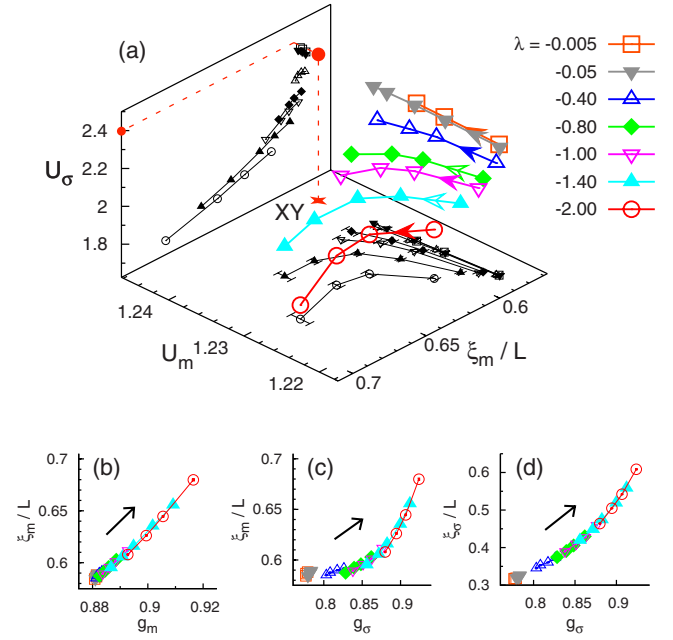 (a)
λ = -0.005
-0.05
-0.40
-0.80
-1.00
-1.40
-2.00
2.4
2.2
2
1.8
U_σ
XY
1.24
1.23
1.22
U_m
0.6
0.65
0.7
ξ_m / L
(b)
0.7
0.65
0.6
ξ_m / L
0.88 0.9 0.92
g_m
(c)
0.7
0.65
0.6
ξ_m / L
0.8 0.85 0.9
g_σ
(d)
0.6
0.5
0.4
0.3
ξ_σ / L
0.8 0.85 0.9
g_σ